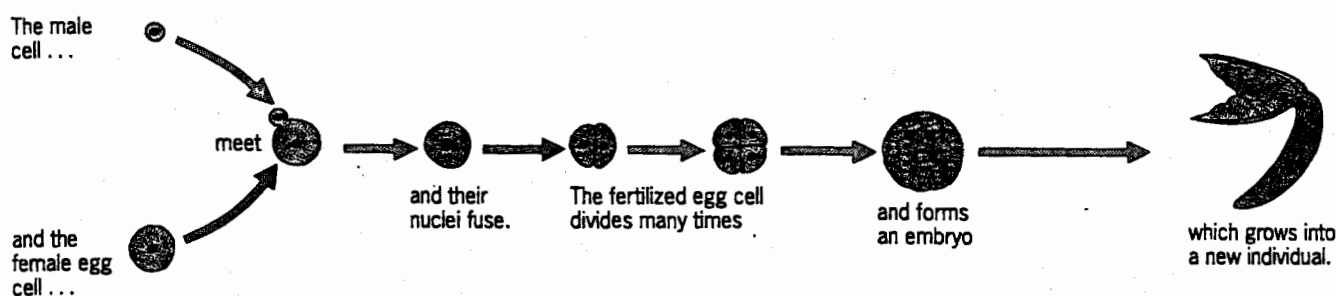 The male
cell . . .
meet
and the
female egg
cell . . .
and their
nuclei fuse.
The fertilized egg cell
divides many times
and forms
an embryo
which grows into
a new individual.